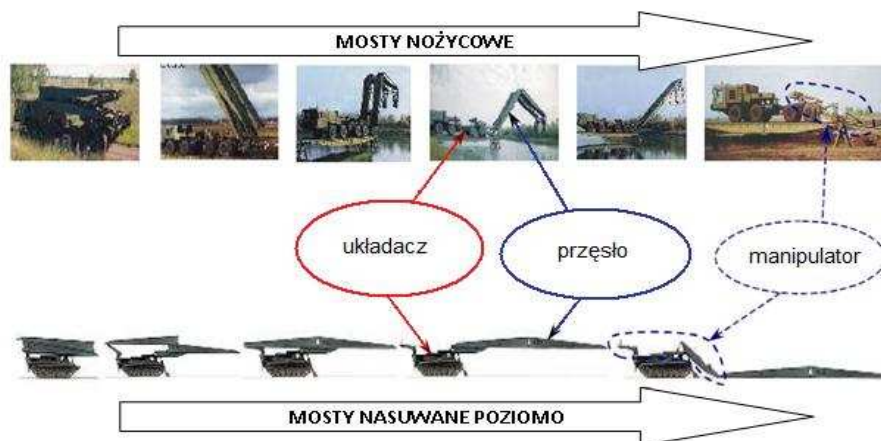 MOSTY NOŻYCOWE
układacz
przęsło
manipulator
MOSTY NASUWANE POZIOMO